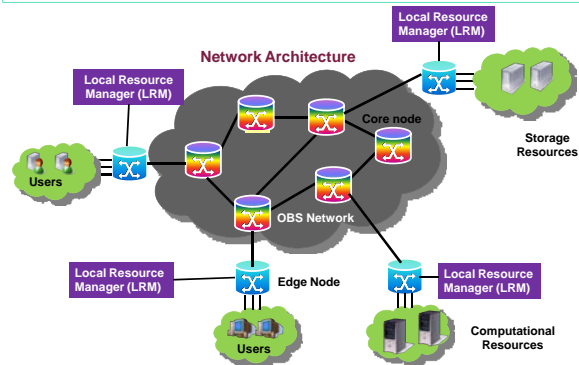 Local Resource
Manager (LRM)
Network Architecture
Local Resource
Manager (LRM)
Core node
Storage
Resources
Users
OBS Network
Local Resource
Manager (LRM)
Edge Node
Local Resource
Manager (LRM)
Users
Computational
Resources